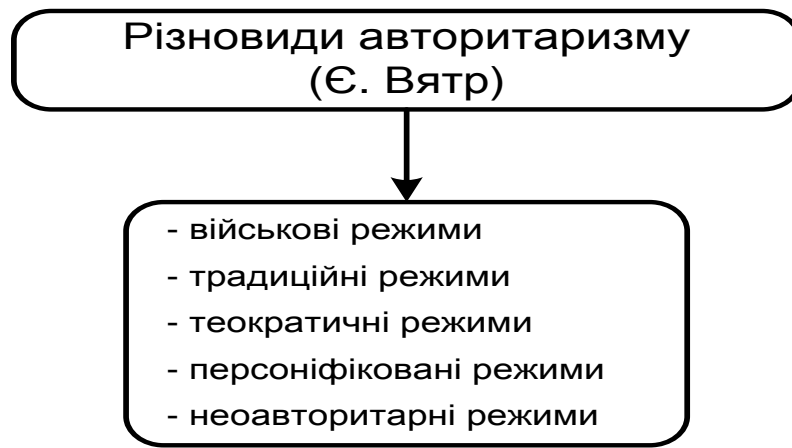 Різновиди авторитаризму
(Є. Вятр)
- військові режими
- традиційні режими
- теократичні режими
- персоніфіковані режими
- неоавторитарні режими